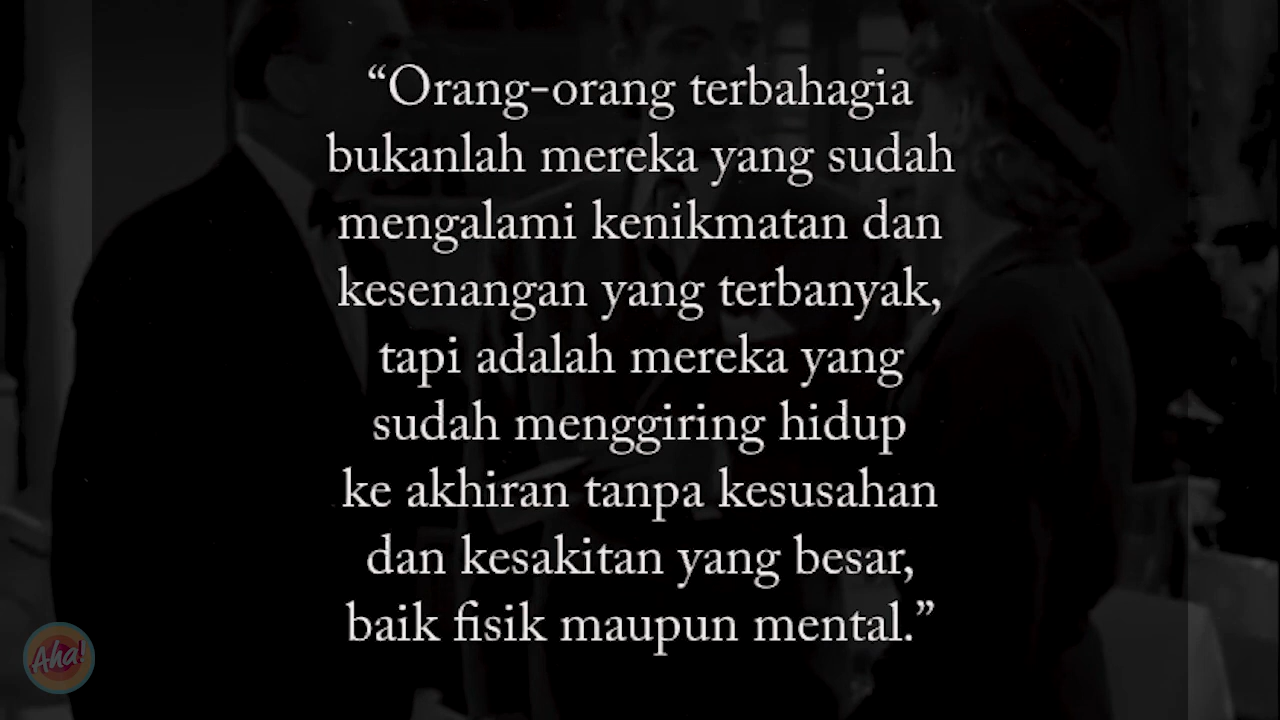 “Orang-orang terbahagia
bukanlah mereka yang sudah
mengalami kenikmatan dan
kesenangan yang terbanyak,
tapi adalah mereka yang
sudah menggiring hidup
ke akhiran tanpa kesusahan
dan kesakitan yang besar,
baik fisik maupun mental.”
Aha!